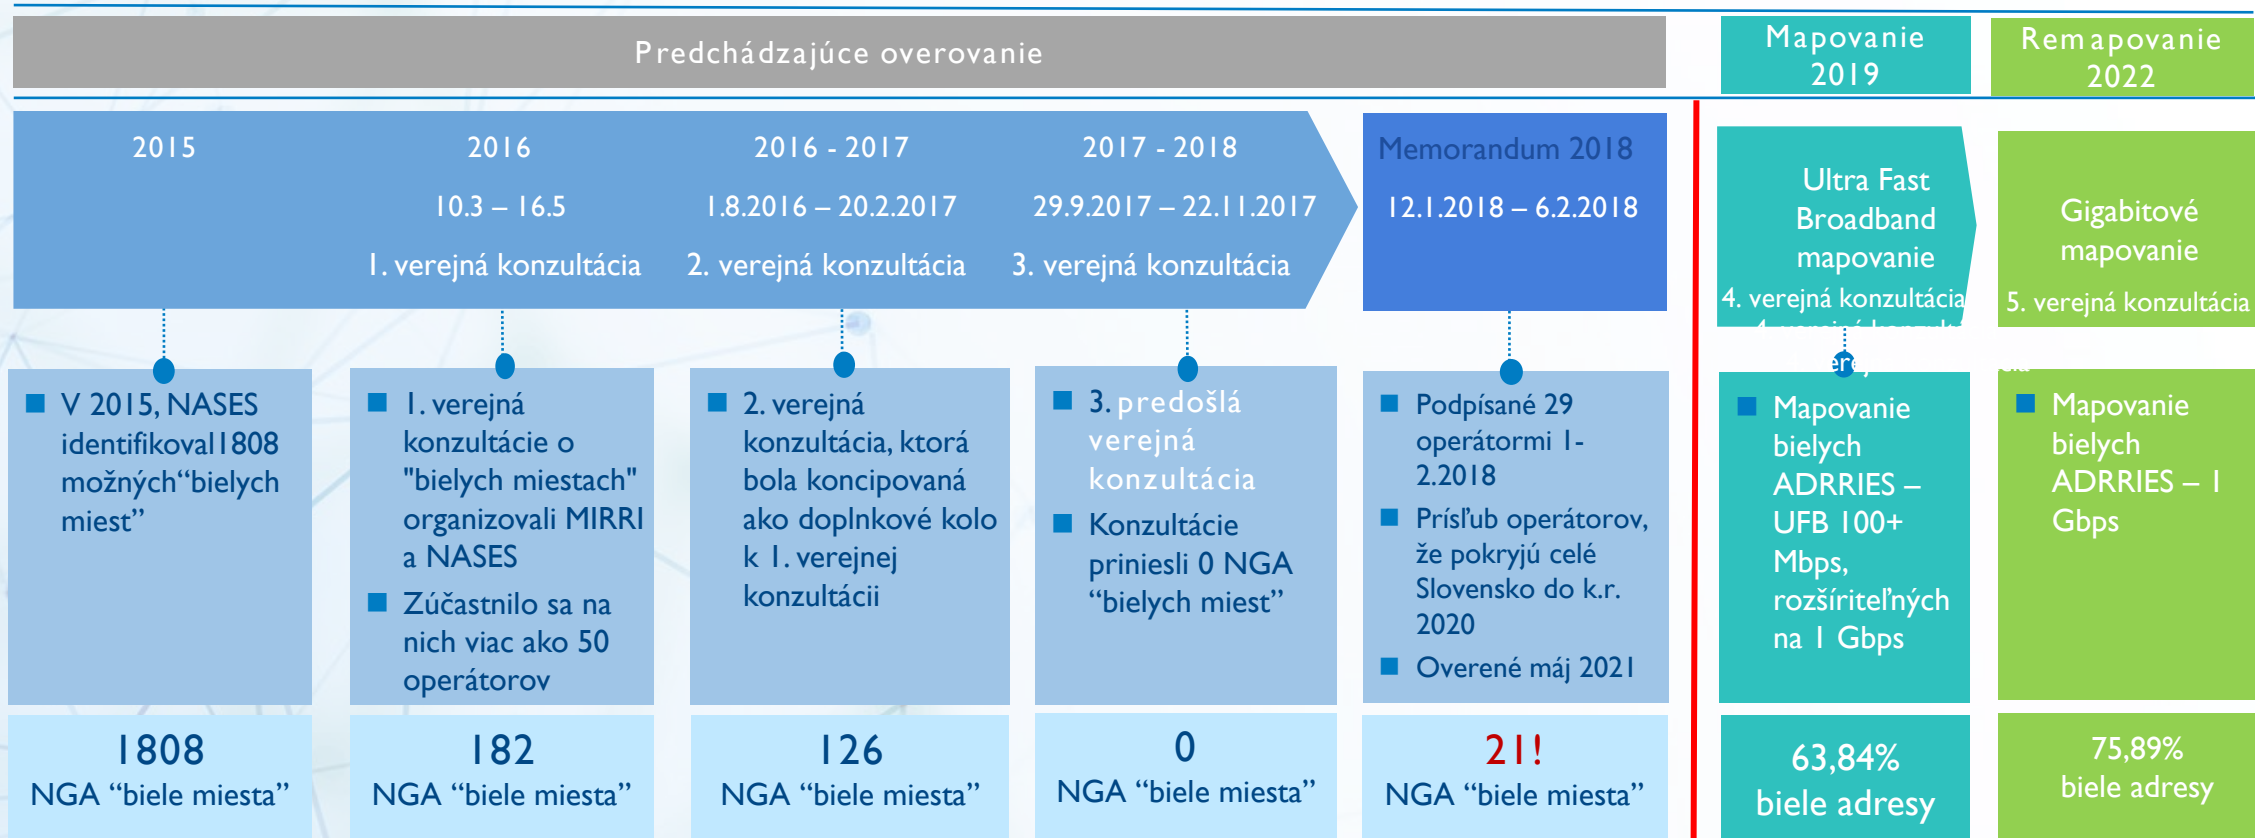 Predchádzajúce overovanie
Mapovanie
2019
Remapovanie
2022
2015
2016
10.3 – 16.5
1. verejná konzultácia
2016 - 2017
1.8.2016 – 20.2.2017
2. verejná konzultácia
2017 - 2018
29.9.2017 – 22.11.2017
3. verejná konzultácia
Memorandum 2018
12.1.2018 – 6.2.2018
Ultra Fast
Broadband
mapovanie
4. verejná konzultácia
Gigabitové
mapovanie
5. verejná konzultácia
V 2015, NASES
identifikoval1808
možných“bielych
miest”
1. verejná
konzultácie o
"bielych miestach"
organizovali MIRRI
a NASES
Zúčastnilo sa na
nich viac ako 50
operátorov
2. verejná
konzultácia, ktorá
bola koncipovaná
ako doplnkové kolo
k 1. verejnej
konzultácii
3. predošlá
verejná
konzultácia
Konzultácie
priniesli 0 NGA
“bielych miest”
Podpísané 29
operátormi 1-
2.2018
Prísľub operátorov,
že pokryjú celé
Slovensko do k.r.
2020
Overené máj 2021
Mapovanie
bielych
ADRRIES –
UFB 100+
Mbps,
rozšíriteľných
na 1 Gbps
Mapovanie
bielych
ADRRIES – 1
Gbps
1808
NGA “biele miesta”
182
NGA “biele miesta”
126
NGA “biele miesta”
0
NGA “biele miesta”
21!
NGA “biele miesta”
63,84%
biele adresy
75,89%
biele adresy